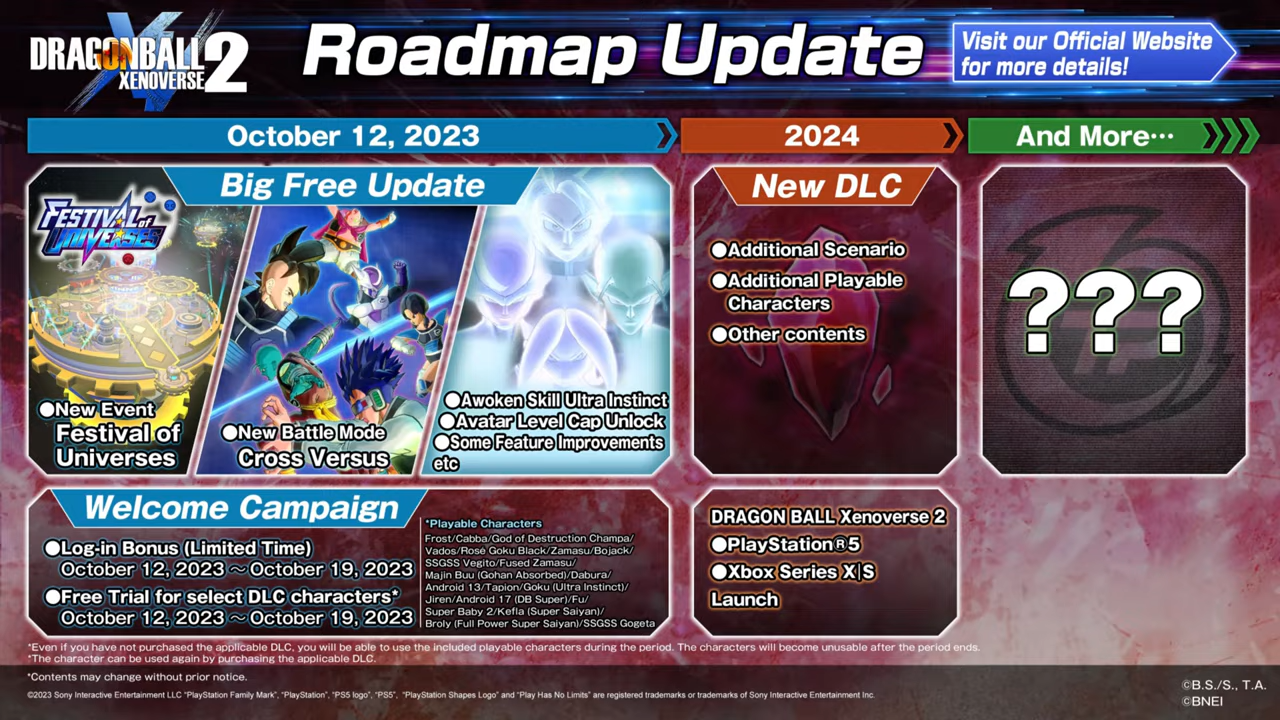 DRAGONBALL
XENOVERSE 2
Roadmap Update
Visit our Official Website
for more details!
October 12, 2023
2024
And More…
Big Free Update
FESTIVAL of
UNIVERSES
●New Event
Festival of
Universes
●New Battle Mode
Cross Versus
●Awoken Skill Ultra Instinct
●Avatar Level Cap Unlock
●Some Feature Improvements
etc
New DLC
●Additional Scenario
●Additional Playable
Characters
●Other contents
???
Welcome Campaign
●Log-in Bonus (Limited Time)
October 12, 2023 ~ October 19, 2023
●Free Trial for select DLC characters*
October 12, 2023 ~ October 19, 2023
*Playable Characters
Frost/Cabba/God of Destruction Champa/
Vados/Rosé Goku Black/Zamasu/Bojack/
SSGSS Vegito/Fused Zamasu/
Majin Buu (Gohan Absorbed)/Dabura/
Android 13/Tapion/Goku (Ultra Instinct)/
Jiren/Android 17 (DB Super)/Fu/
Super Baby 2/Kefla (Super Saiyan)/
Broly (Full Power Super Saiyan)/SSGSS Gogeta
DRAGON BALL Xenoverse 2
●PlayStation®5
●Xbox Series X|S
Launch
*Even if you have not purchased the applicable DLC, you will be able to use the included playable characters during the period. The characters will become unusable after the period ends.
*The character can be used again by purchasing the applicable DLC.
*Contents may change without prior notice.
©2023 Sony Interactive Entertainment LLC "PlayStation Family Mark", "PlayStation", "PS5 logo", "PS5", "PlayStation Shapes Logo" and "Play Has No Limits" are registered trademarks or trademarks of Sony Interactive Entertainment Inc.
©B.S./S., T.A.
©BNEI